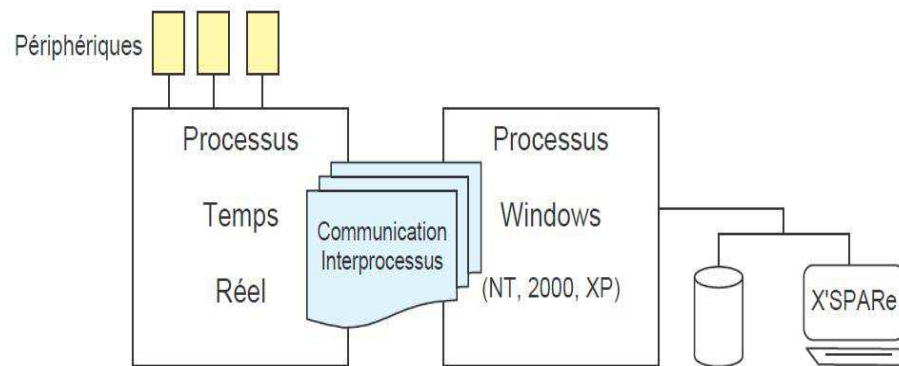 Périphériques
Processus
Temps
Réel
Communication
Interprocessus
Processus
Windows
(NT, 2000, XP)
X'SPARe